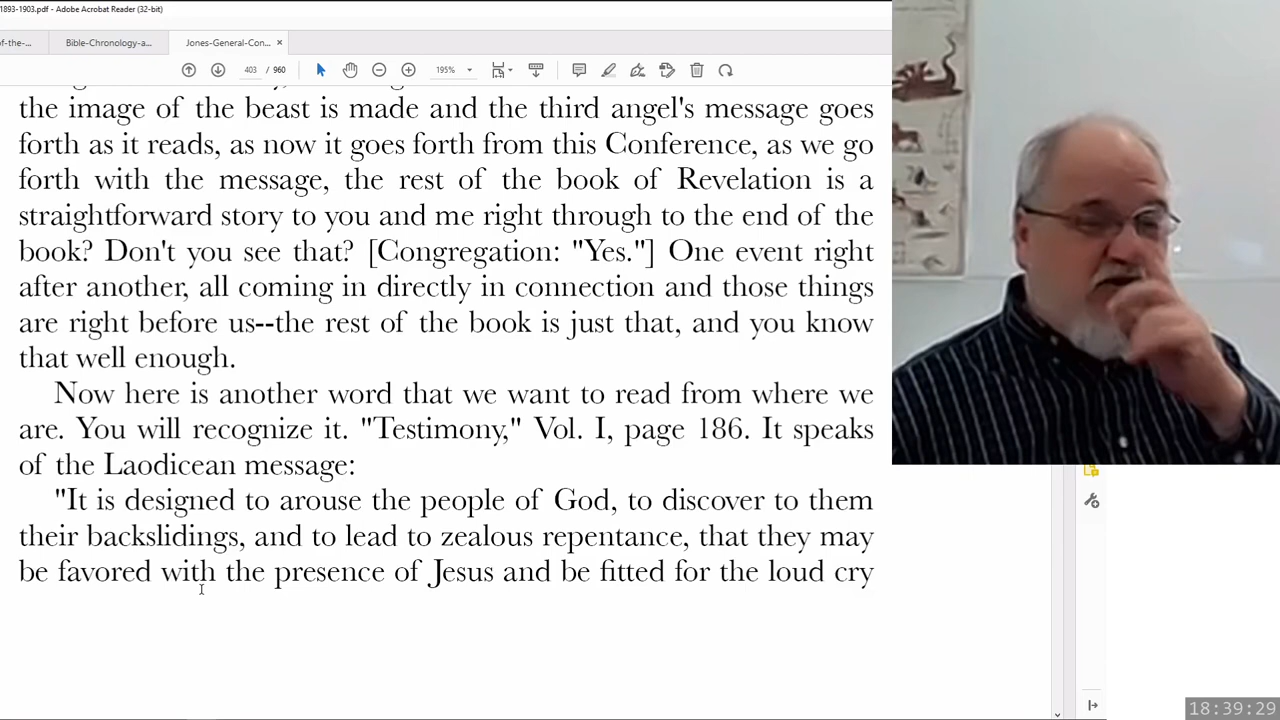 1893-1903.pdf - Adobe Acrobat Reader (32-bit)
of-the-... Bible-Chronology-a... Jones-General-Con... ×
403 / 960 195%
the image of the beast is made and the third angel's message goes
forth as it reads, as now it goes forth from this Conference, as we go
forth with the message, the rest of the book of Revelation is a
straightforward story to you and me right through to the end of the
book? Don't you see that? [Congregation: "Yes."] One event right
after another, all coming in directly in connection and those things
are right before us--the rest of the book is just that, and you know
that well enough.
Now here is another word that we want to read from where we
are. You will recognize it. "Testimony," Vol. I, page 186. It speaks
of the Laodicean message:
"It is designed to arouse the people of God, to discover to them
their backslidings, and to lead to zealous repentance, that they may
be favored with the presence of Jesus and be fitted for the loud cry
18:39:29